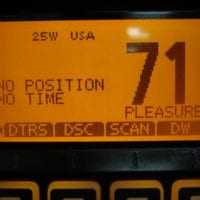 25W USA
71
NO POSITION
NO TIME
PLEASURE
DTRS DSC SCAN DW